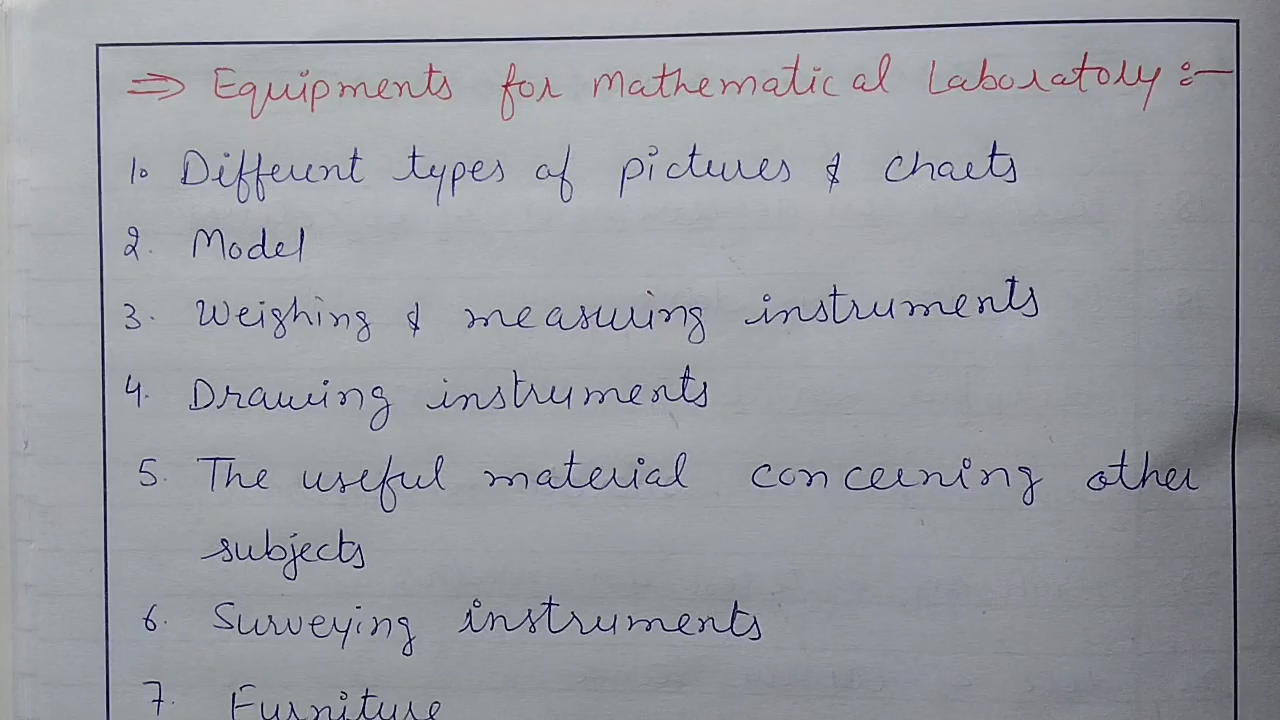 ⇒ Equipments for Mathematical Laboratory :-
1. Different types of pictures & charts
2. Model
3. Weighing & measuring instruments
4. Drawing instruments
5. The useful material concerning other
subjects
6. Surveying instruments
7. Furniture